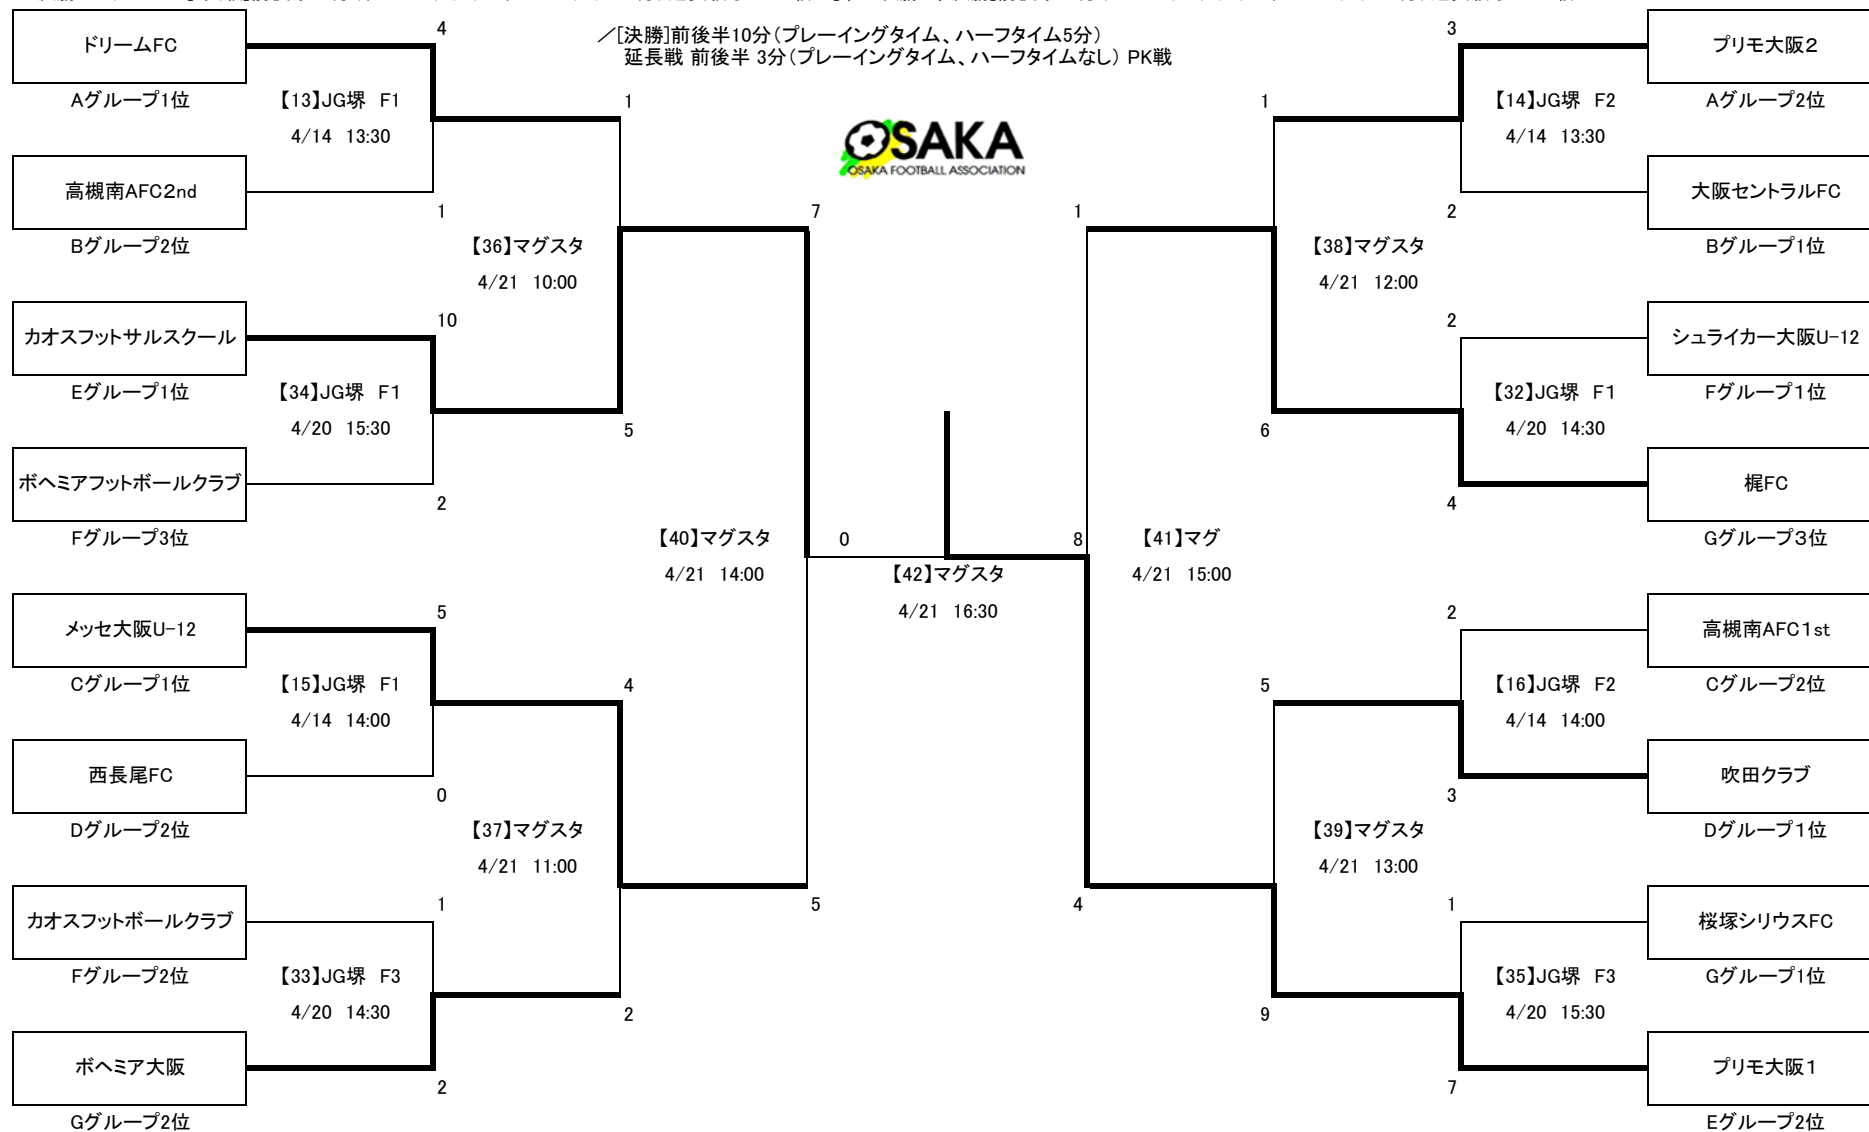 ／[決勝]前後半10分(プレーイングタイム、ハーフタイム5分)
延長戦 前後半 3分(プレーイングタイム、ハーフタイムなし) PK戦
OSAKA
OSAKA FOOTBALL ASSOCIATION
ドリームFC
Aグループ1位
4
【13】JG堺 F1
4/14 13:30
高槻南AFC2nd
Bグループ2位
1
1
【36】マグスタ
4/21 10:00
カオスフットサルスクール
Eグループ1位
10
【34】JG堺 F1
4/20 15:30
ボヘミアフットボールクラブ
Fグループ3位
2
5
7
【40】マグスタ
4/21 14:00
メッセ大阪U-12
Cグループ1位
5
【15】JG堺 F1
4/14 14:00
西長尾FC
Dグループ2位
0
4
【37】マグスタ
4/21 11:00
カオスフットボールクラブ
Fグループ2位
1
【33】JG堺 F3
4/20 14:30
ボヘミア大阪
Gグループ2位
2
2
5
0
【42】マグスタ
4/21 16:30
8
プリモ大阪2
Aグループ2位
3
【14】JG堺 F2
4/14 13:30
大阪セントラルFC
Bグループ1位
2
1
【38】マグスタ
4/21 12:00
シュライカー大阪U-12
Fグループ1位
2
【32】JG堺 F1
4/20 14:30
梶FC
Gグループ3位
4
6
1
【41】マグ
4/21 15:00
高槻南AFC1st
Cグループ2位
2
【16】JG堺 F2
4/14 14:00
吹田クラブ
Dグループ1位
3
5
【39】マグスタ
4/21 13:00
桜塚シリウスFC
Gグループ1位
1
【35】JG堺 F3
4/20 15:30
プリモ大阪1
Eグループ2位
7
9
4